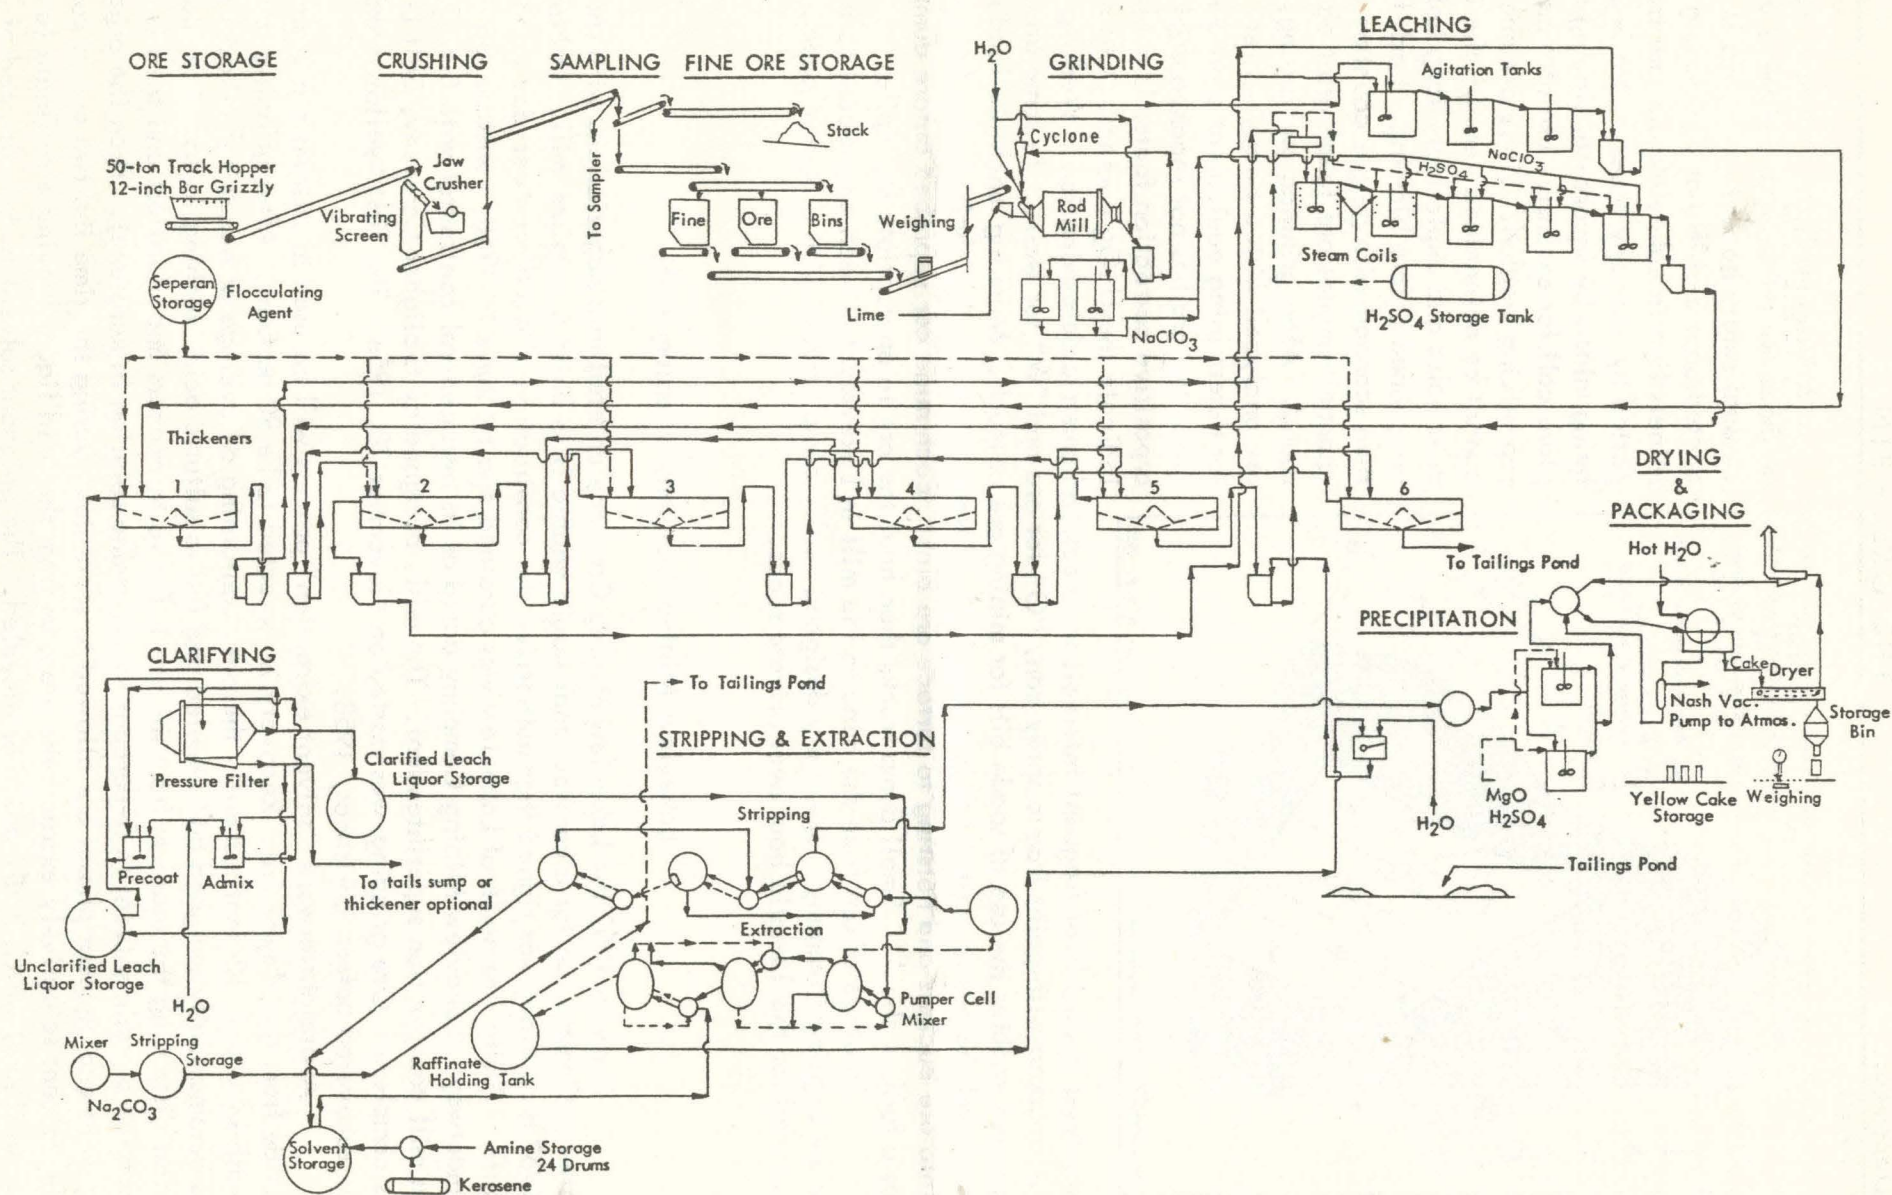 LEACHING
ORE STORAGE
CRUSHING
SAMPLING
FINE ORE STORAGE
H2O
GRINDING
Agitation Tanks
Stack
Cyclone
50-ton Track Hopper
12-inch Bar Grizzly
Jaw
Crusher
Vibrating
Screen
To Sampler
Fine
Ore
Bins
Weighing
Rod
Mill
NaClO3
H2SO4
Steam Coils
H2SO4 Storage Tank
Lime
NaClO3
Seperan
Storage
Flocculating
Agent
Thickeners
1
2
3
4
5
6
To Tailings Pond
DRYING
&
PACKAGING
Hot H2O
PRECIPITATION
Cake Dryer
Nash Vac.
Pump to Atmos.
Storage
Bin
MgO
H2SO4
H2O
Yellow Cake
Storage
Weighing
Tailings Pond
CLARIFYING
To Tailings Pond
STRIPPING & EXTRACTION
Pressure Filter
Clarified Leach
Liquor Storage
Stripping
Precoat
Admix
To tails sump or
thickener optional
Extraction
Unclarified Leach
Liquor Storage
H2O
Pumper Cell
Mixer
Mixer
Stripping
Storage
Na2CO3
Raffinate
Holding Tank
Solvent
Storage
Amine Storage
24 Drums
Kerosene